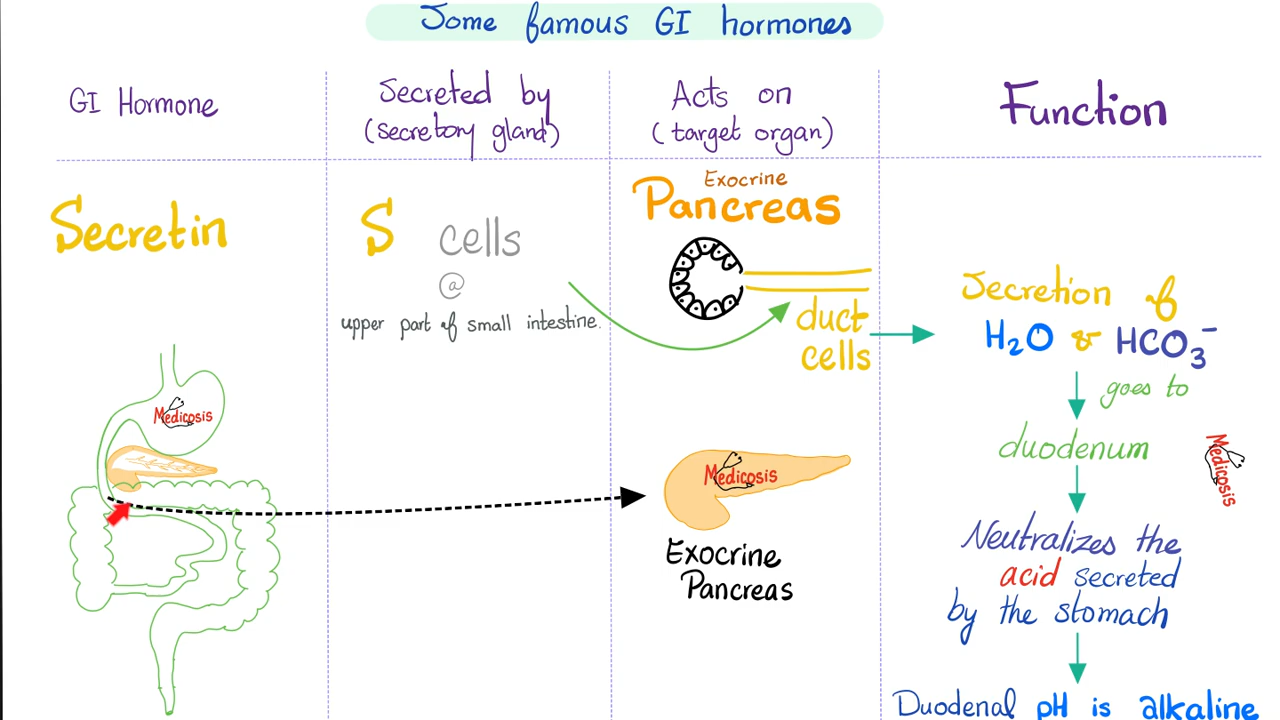 Some famous GI hormones
GI Hormone
Secreted by
(secretory gland)
Acts on
(target organ)
Function
Secretin
S cells
@
upper part of small intestine.
Exocrine
Pancreas
duct
cells
Secretion of
H₂O & HCO₃⁻
goes to
duodenum
Neutralizes the
acid secreted
by the stomach
Duodenal pH is alkaline
Medicosis
Medicosis
Exocrine
Pancreas
Medicosis